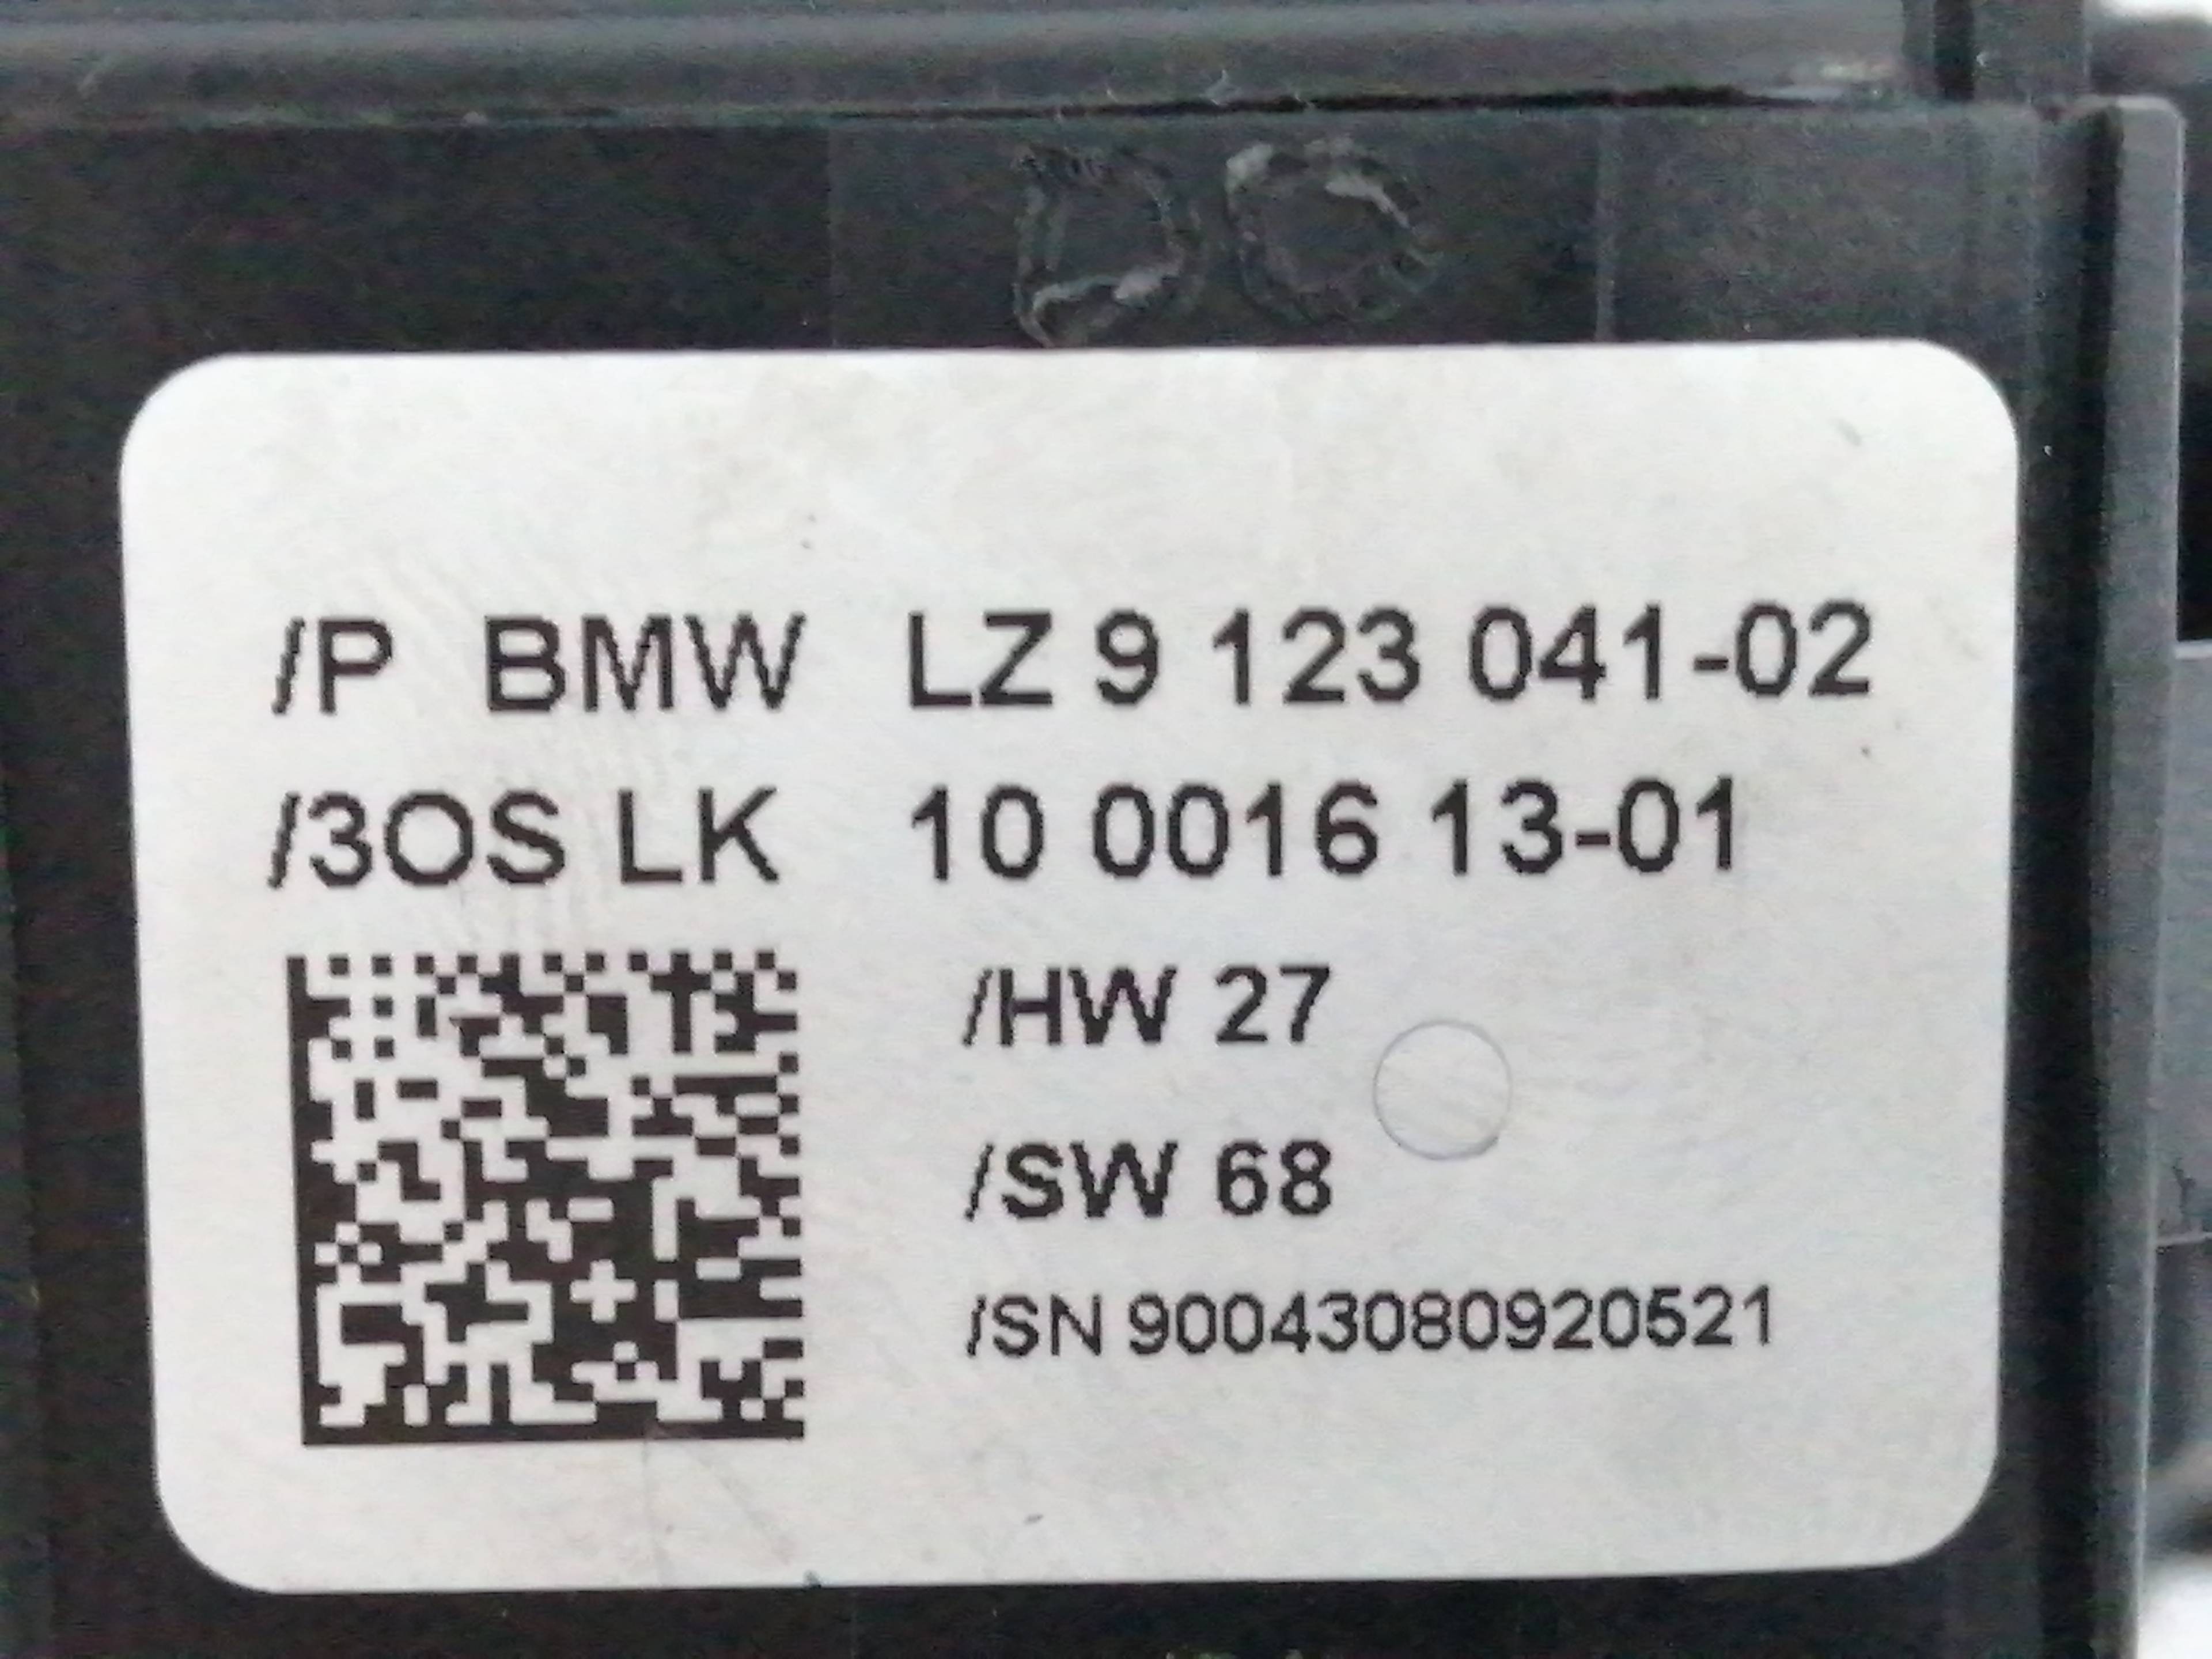 /P BMW LZ 9 123 041-02
/3OS LK 10 0016 13-01
/HW 27
/SW 68
/SN 90043080920521